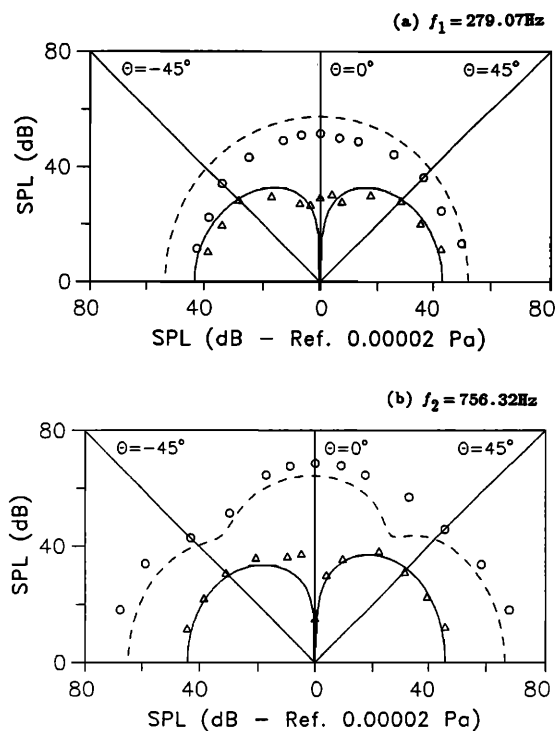 (a) f₁=279.07Hz
80
Θ=−45° Θ=0° Θ=45°
SPL (dB)
40
0
80 40 0 40 80
SPL (dB − Ref. 0.00002 Pa)
(b) f₂=756.32Hz
80
Θ=−45° Θ=0° Θ=45°
SPL (dB)
40
0
80 40 0 40 80
SPL (dB − Ref. 0.00002 Pa)